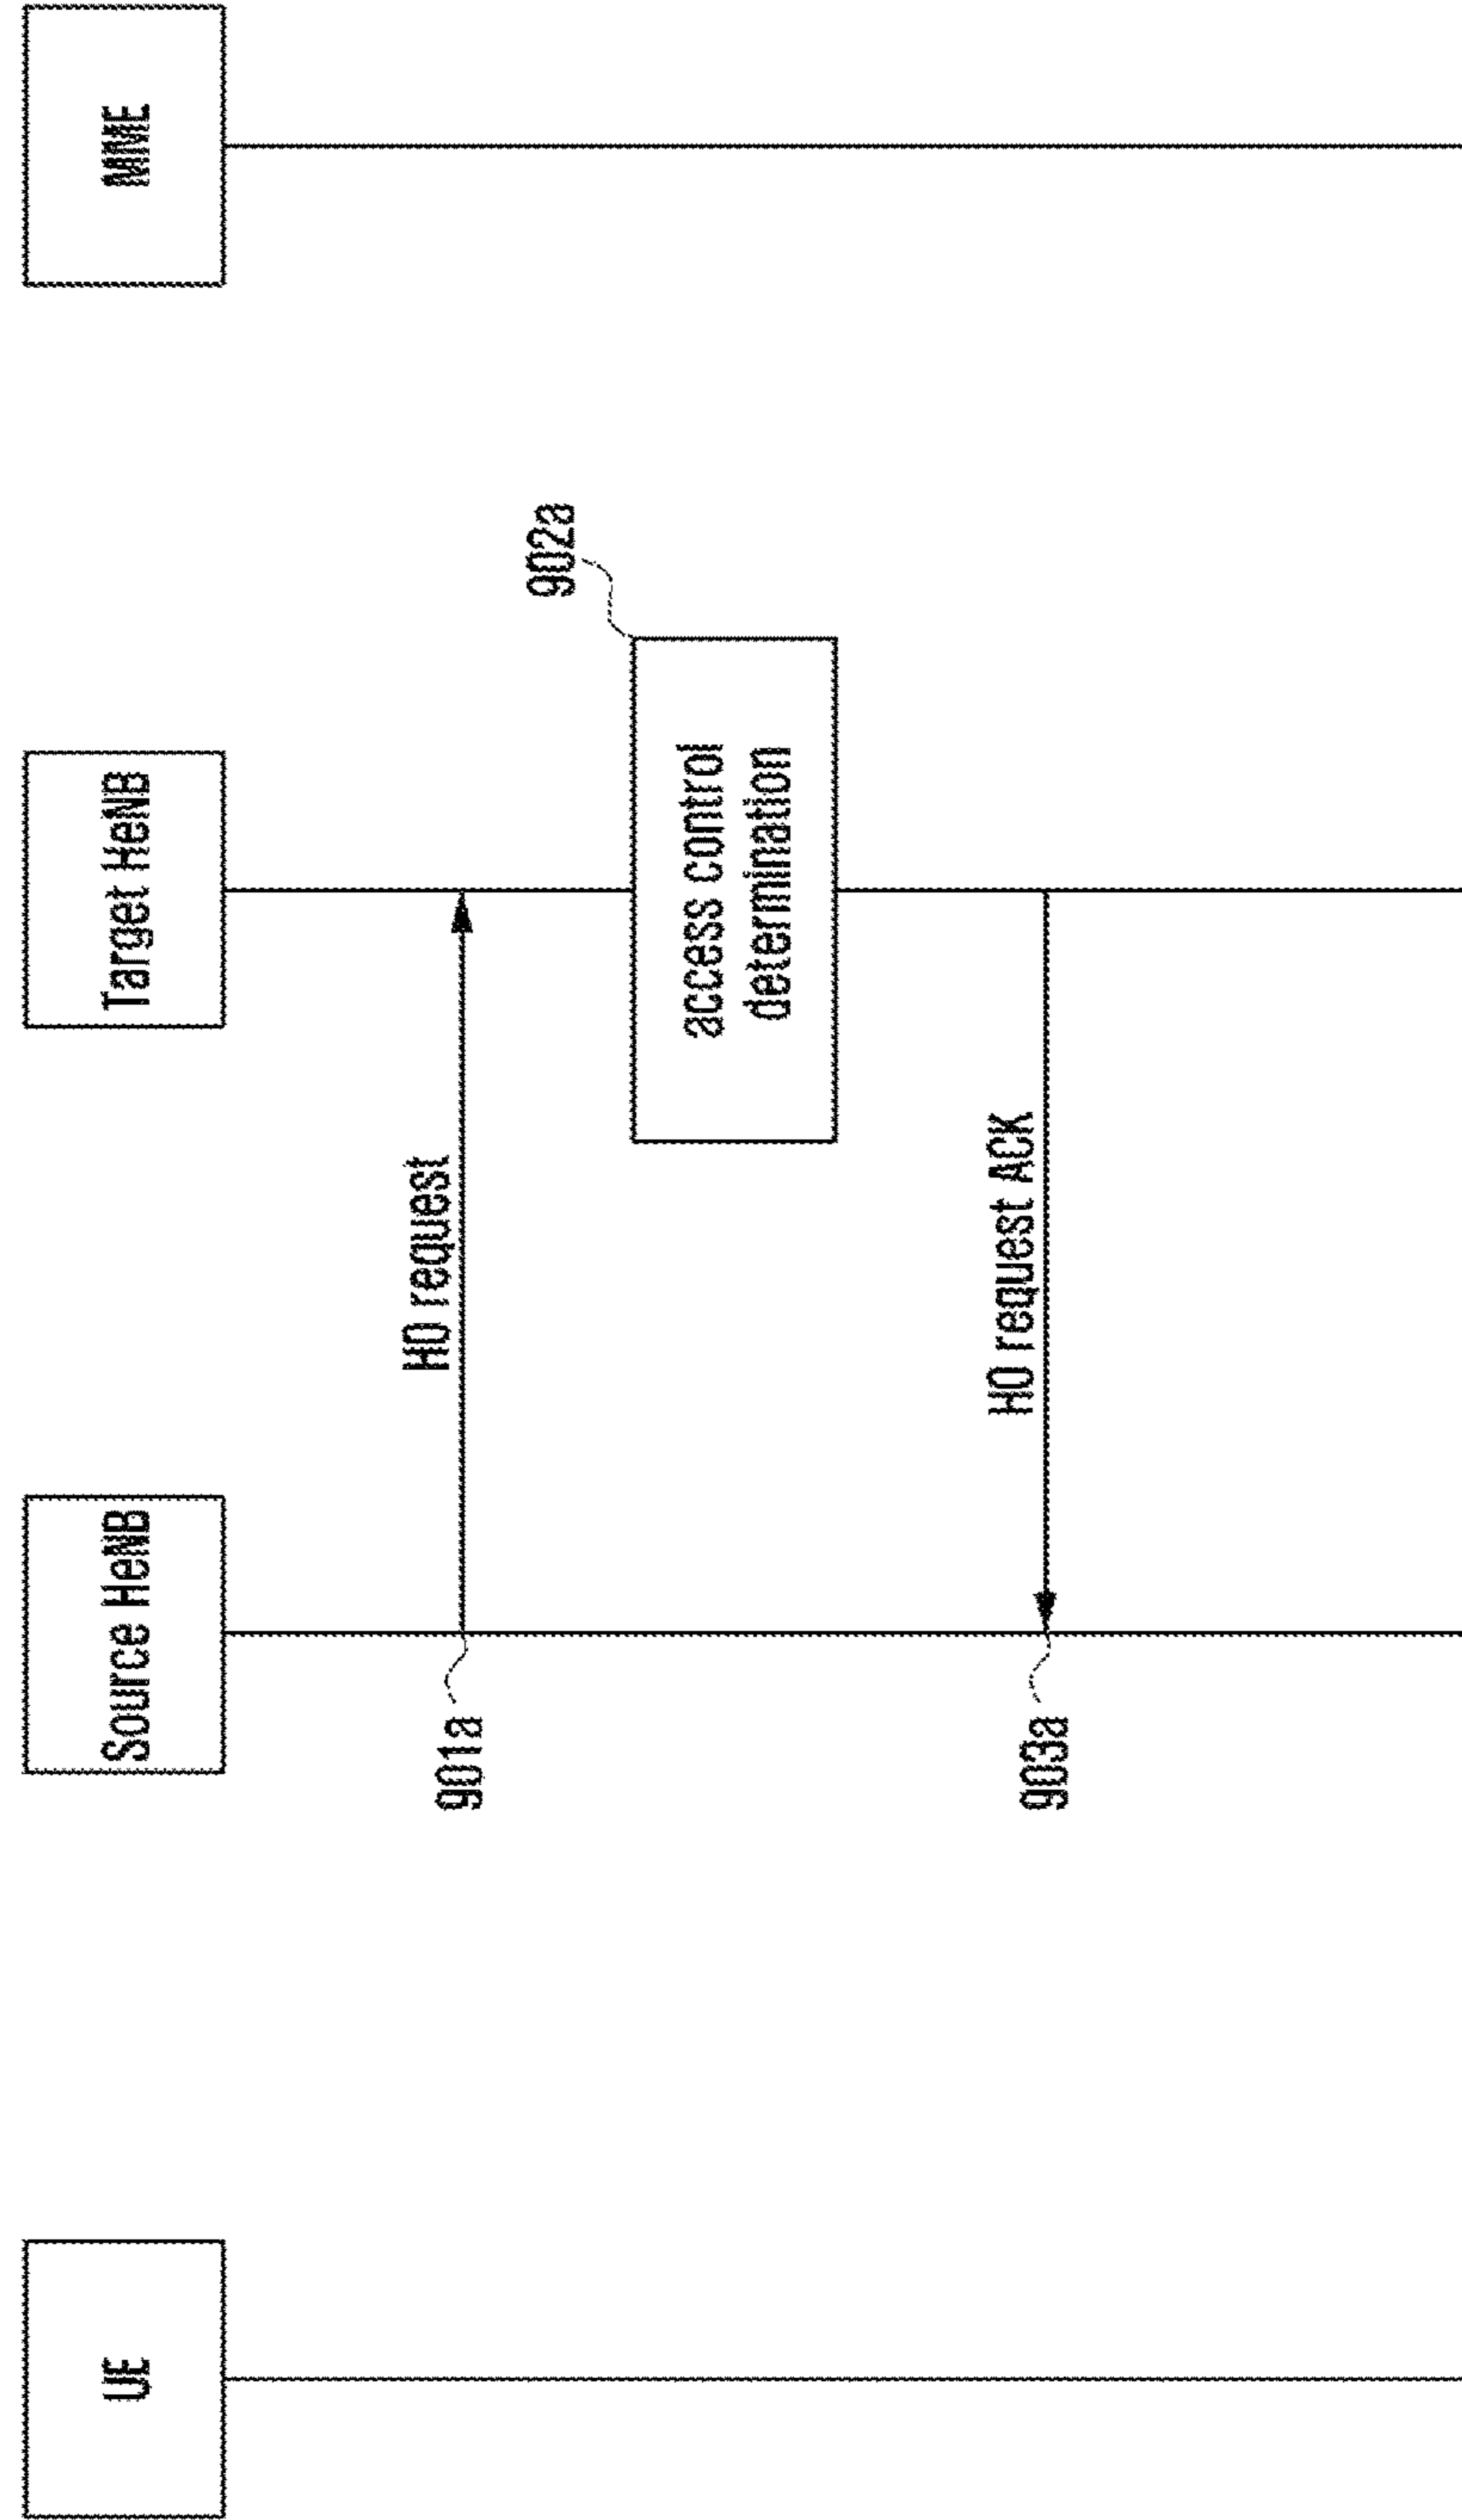 UE
Source HeNB
Target HeNB
MME
901a
HO request
902a
access control
determination
903a
HO request ACK